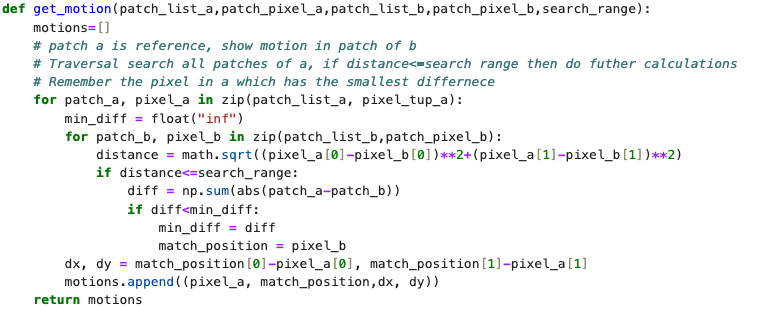 def get_motion(patch_list_a,patch_pixel_a,patch_list_b,patch_pixel_b,search_range):
    motions=[]
    # patch a is reference, show motion in patch of b
    # Traversal search all patches of a, if distance<=search range then do futher calculations
    # Remember the pixel in a which has the smallest differnece
    for patch_a, pixel_a in zip(patch_list_a, pixel_tup_a):
        min_diff = float("inf")
        for patch_b, pixel_b in zip(patch_list_b,patch_pixel_b):
            distance = math.sqrt((pixel_a[0]-pixel_b[0])**2+(pixel_a[1]-pixel_b[1])**2)
            if distance<=search_range:
                diff = np.sum(abs(patch_a-patch_b))
                if diff<min_diff:
                    min_diff = diff
                    match_position = pixel_b
        dx, dy = match_position[0]-pixel_a[0], match_position[1]-pixel_a[1]
        motions.append((pixel_a, match_position,dx, dy))
    return motions